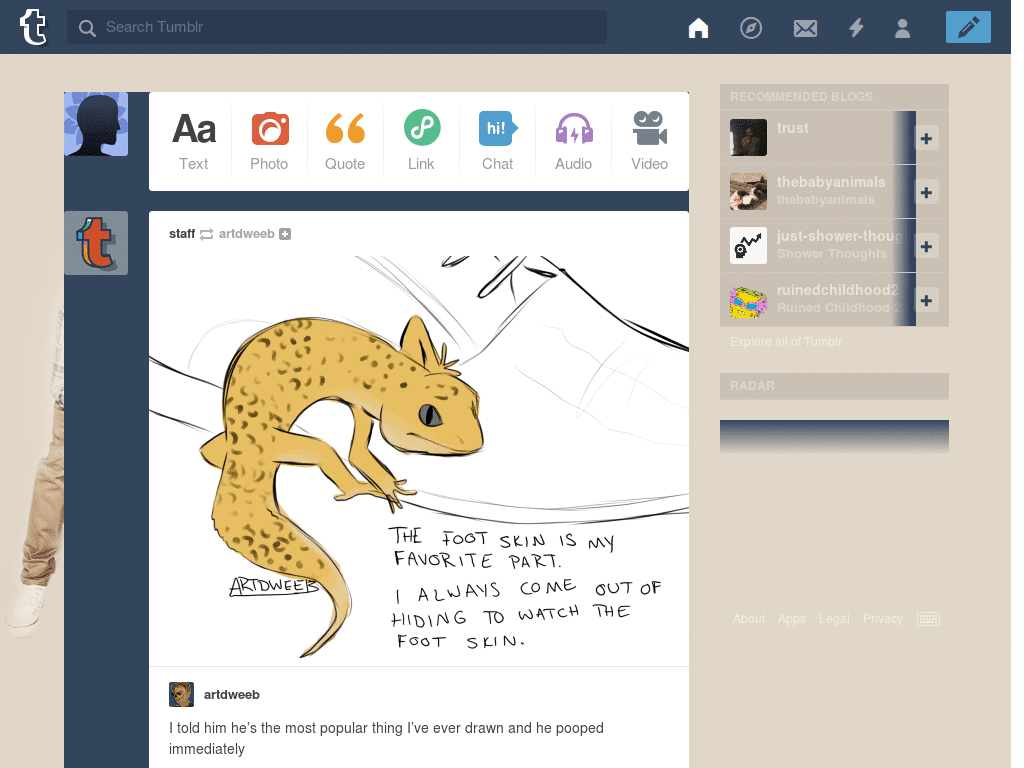 Search Tumblr
Aa
hi!
Text
Photo
Quote
Link
Chat
Audio
Video
staff artdweeb
THE FOOT SKIN IS MY
FAVORITE PART.
I ALWAYS COME OUT OF
HIDING TO WATCH THE
FOOT SKIN.
ARTDWEEB
artdweeb
I told him he's the most popular thing I've ever drawn and he pooped
immediately
RECOMMENDED BLOGS
trust
thebabyanimals
thebabyanimals
just-shower-thoug
Shower Thoughts
ruinedchildhood2
Ruined Childhood 2
Explore all of Tumblr
RADAR
About Apps Legal Privacy